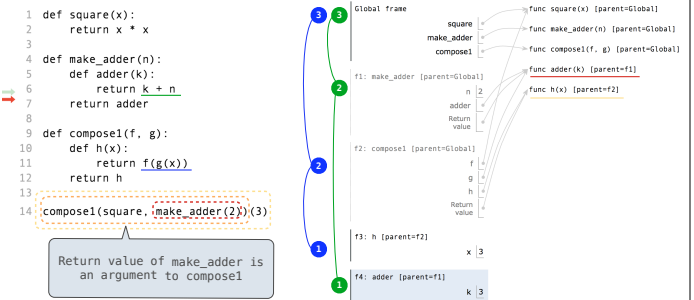 1 def square(x):
2 return x * x
3
4 def make_adder(n):
5 def adder(k):
6 return k + n
7 return adder
8
9 def compose1(f, g):
10 def h(x):
11 return f(g(x))
12 return h
13
14 compose1(square, make_adder(2))(3)
Return value of make_adder is
an argument to compose1
3 3
2
2
1
1
Global frame
square
make_adder
compose1
f1: make_adder [parent=Global]
n 2
adder
Return
value
f2: compose1 [parent=Global]
f
g
h
Return
value
f3: h [parent=f2]
x 3
f4: adder [parent=f1]
k 3
func square(x) [parent=Global]
func make_adder(n) [parent=Global]
func compose1(f, g) [parent=Global]
func adder(k) [parent=f1]
func h(x) [parent=f2]